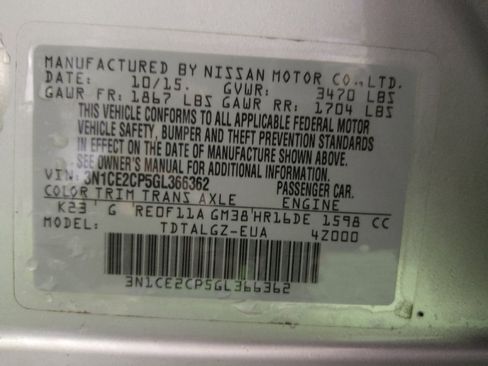 MANUFACTURED BY NISSAN MOTOR CO., LTD.
DATE: 10/15. GVWR: 3470 LBS
GAWR FR: 1867 LBS GAWR RR: 1704 LBS
THIS VEHICLE CONFORMS TO ALL APPLICABLE FEDERAL MOTOR
VEHICLE SAFETY, BUMPER AND THEFT PREVENTION STANDARDS
IN EFFECT ON THE DATE OF MANUFACTURE SHOWN ABOVE.
SEE OWNER'S MANUAL FOR ADDITIONAL INFORMATION.
VIN: 3N1CE2CP5GL366362 PASSENGER CAR.
COLOR TRIM TRANS AXLE ENGINE
K23 G RE0F11A GM38 HR16DE 1598 CC
MODEL: TDTALGZ-EUA 4Z000
3N1CE2CP5GL366362